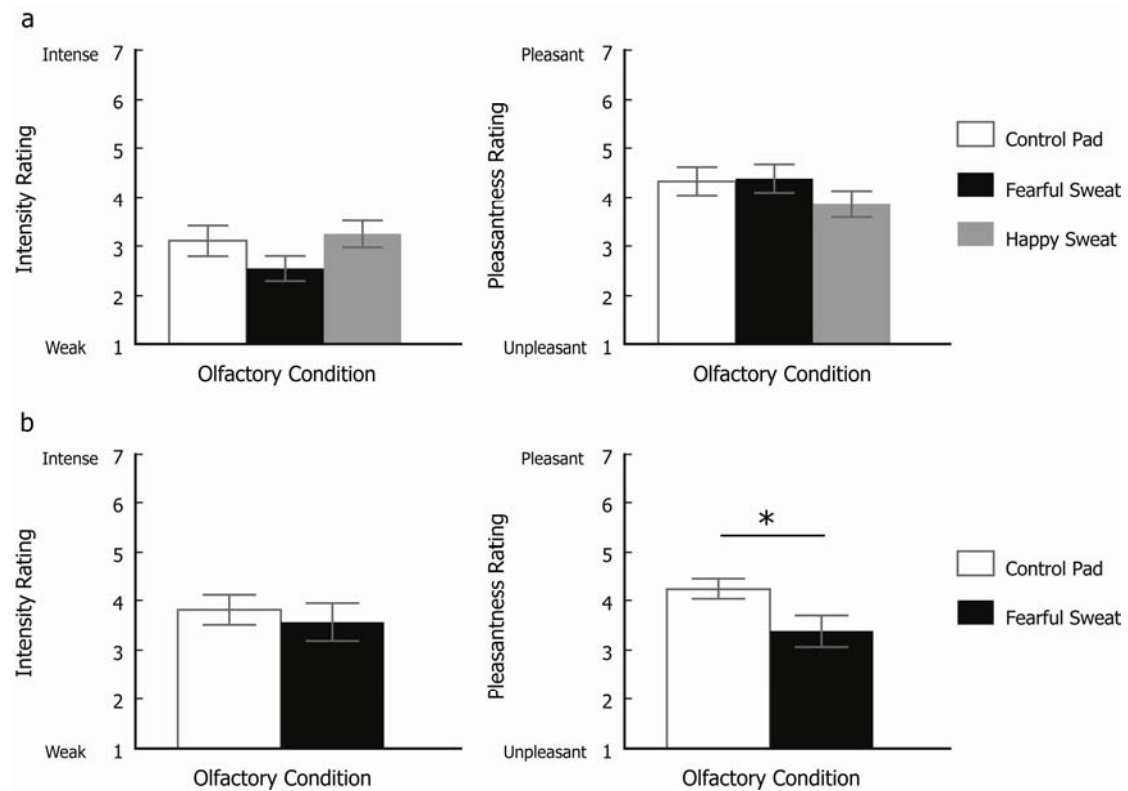 a
Intense 7
6
5
4
3
2
Weak 1
Intensity Rating
Olfactory Condition
Pleasant 7
6
5
4
3
2
Unpleasant 1
Pleasantness Rating
Olfactory Condition
Control Pad
Fearful Sweat
Happy Sweat
b
Intense 7
6
5
4
3
2
Weak 1
Intensity Rating
Olfactory Condition
Pleasant 7
6
5
4
3
2
Unpleasant 1
Pleasantness Rating
*
Olfactory Condition
Control Pad
Fearful Sweat